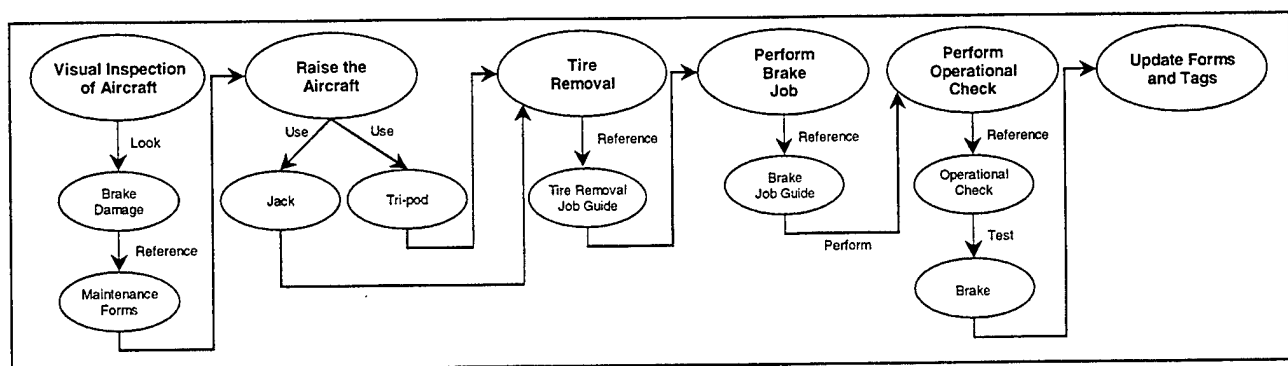 Visual Inspection
of Aircraft
Look
Brake
Damage
Reference
Maintenance
Forms
Raise the
Aircraft
Use
Use
Jack
Tri-pod
Tire
Removal
Reference
Tire Removal
Job Guide
Perform
Brake
Job
Reference
Brake
Job Guide
Perform
Perform
Operational
Check
Reference
Operational
Check
Test
Brake
Update Forms
and Tags